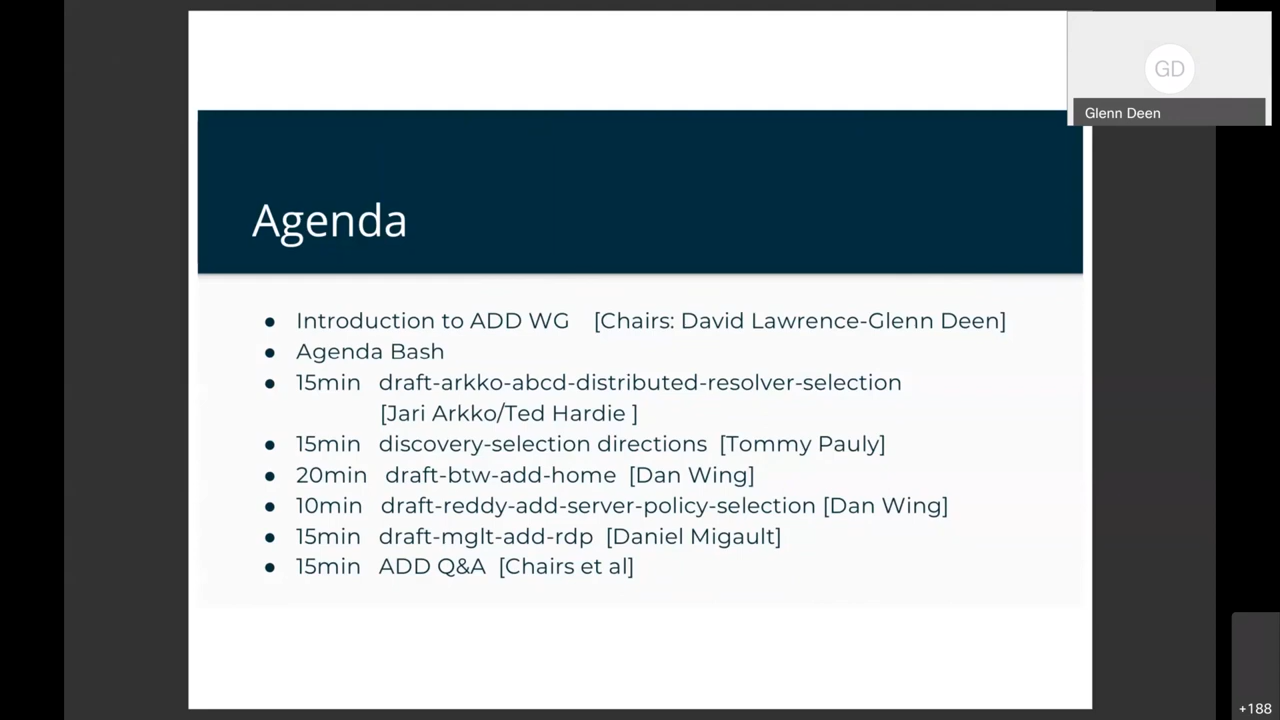 GD
Glenn Deen
Agenda
● Introduction to ADD WG [Chairs: David Lawrence-Glenn Deen]
● Agenda Bash
● 15min draft-arkko-abcd-distributed-resolver-selection
[Jari Arkko/Ted Hardie ]
● 15min discovery-selection directions [Tommy Pauly]
● 20min draft-btw-add-home [Dan Wing]
● 10min draft-reddy-add-server-policy-selection [Dan Wing]
● 15min draft-mglt-add-rdp [Daniel Migault]
● 15min ADD Q&A [Chairs et al]
+188